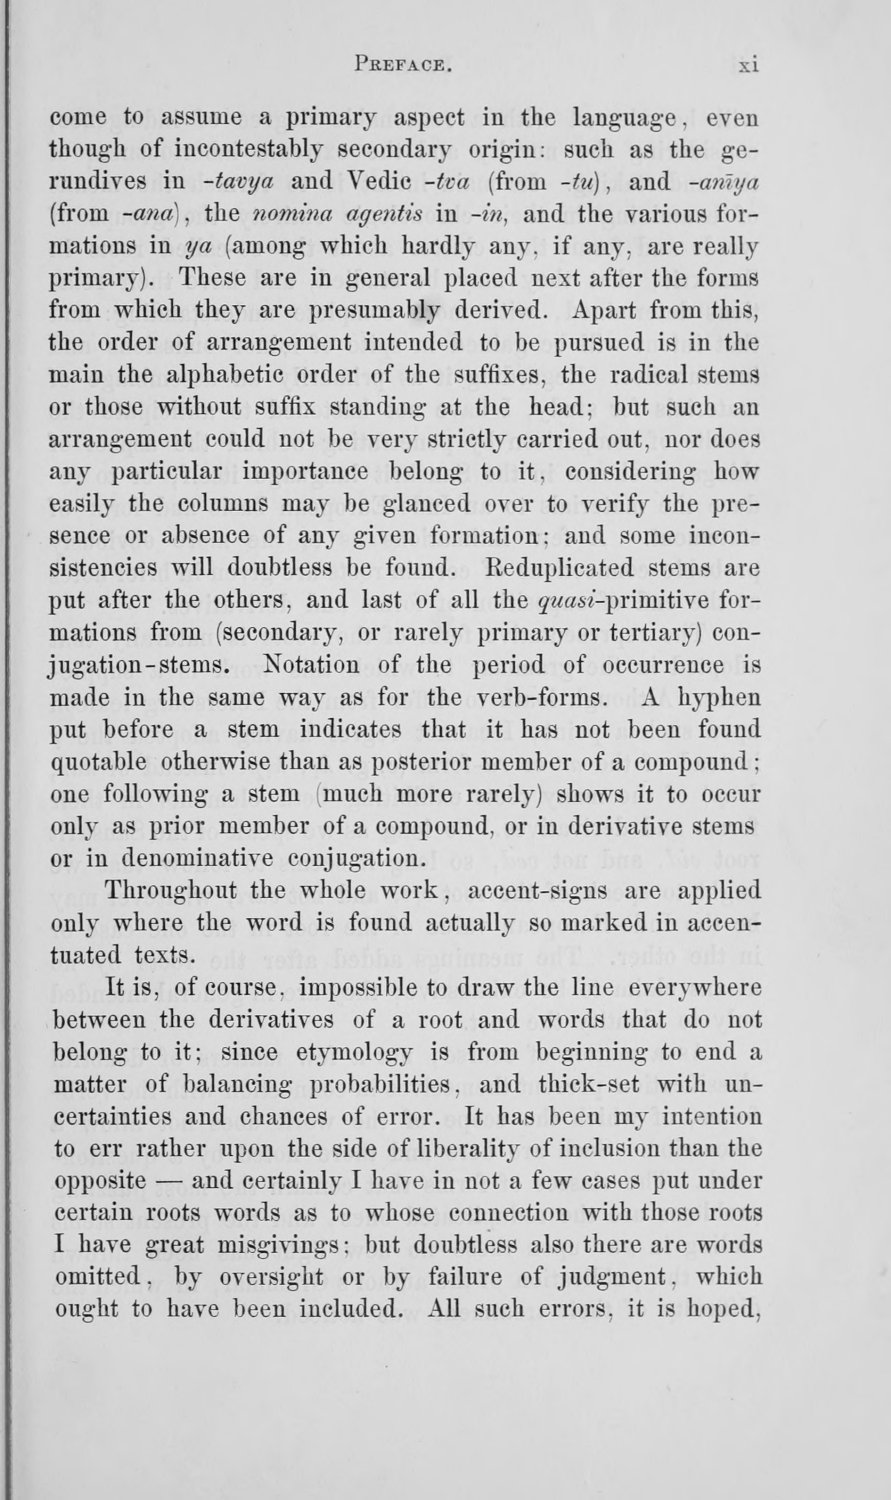 PREFACE. xi
come to assume a primary aspect in the language, even
though of incontestably secondary origin: such as the ge-
rundives in -tavya and Vedic -tva (from -tu), and -anīya
(from -ana), the nomina agentis in -in, and the various for-
mations in ya (among which hardly any, if any, are really
primary). These are in general placed next after the forms
from which they are presumably derived. Apart from this,
the order of arrangement intended to be pursued is in the
main the alphabetic order of the suffixes, the radical stems
or those without suffix standing at the head; but such an
arrangement could not be very strictly carried out, nor does
any particular importance belong to it, considering how
easily the columns may be glanced over to verify the pre-
sence or absence of any given formation; and some incon-
sistencies will doubtless be found. Reduplicated stems are
put after the others, and last of all the quasi-primitive for-
mations from (secondary, or rarely primary or tertiary) con-
jugation-stems. Notation of the period of occurrence is
made in the same way as for the verb-forms. A hyphen
put before a stem indicates that it has not been found
quotable otherwise than as posterior member of a compound;
one following a stem (much more rarely) shows it to occur
only as prior member of a compound, or in derivative stems
or in denominative conjugation.
Throughout the whole work, accent-signs are applied
only where the word is found actually so marked in accen-
tuated texts.
It is, of course, impossible to draw the line everywhere
between the derivatives of a root and words that do not
belong to it; since etymology is from beginning to end a
matter of balancing probabilities, and thick-set with un-
certainties and chances of error. It has been my intention
to err rather upon the side of liberality of inclusion than the
opposite — and certainly I have in not a few cases put under
certain roots words as to whose connection with those roots
I have great misgivings; but doubtless also there are words
omitted, by oversight or by failure of judgment, which
ought to have been included. All such errors, it is hoped,